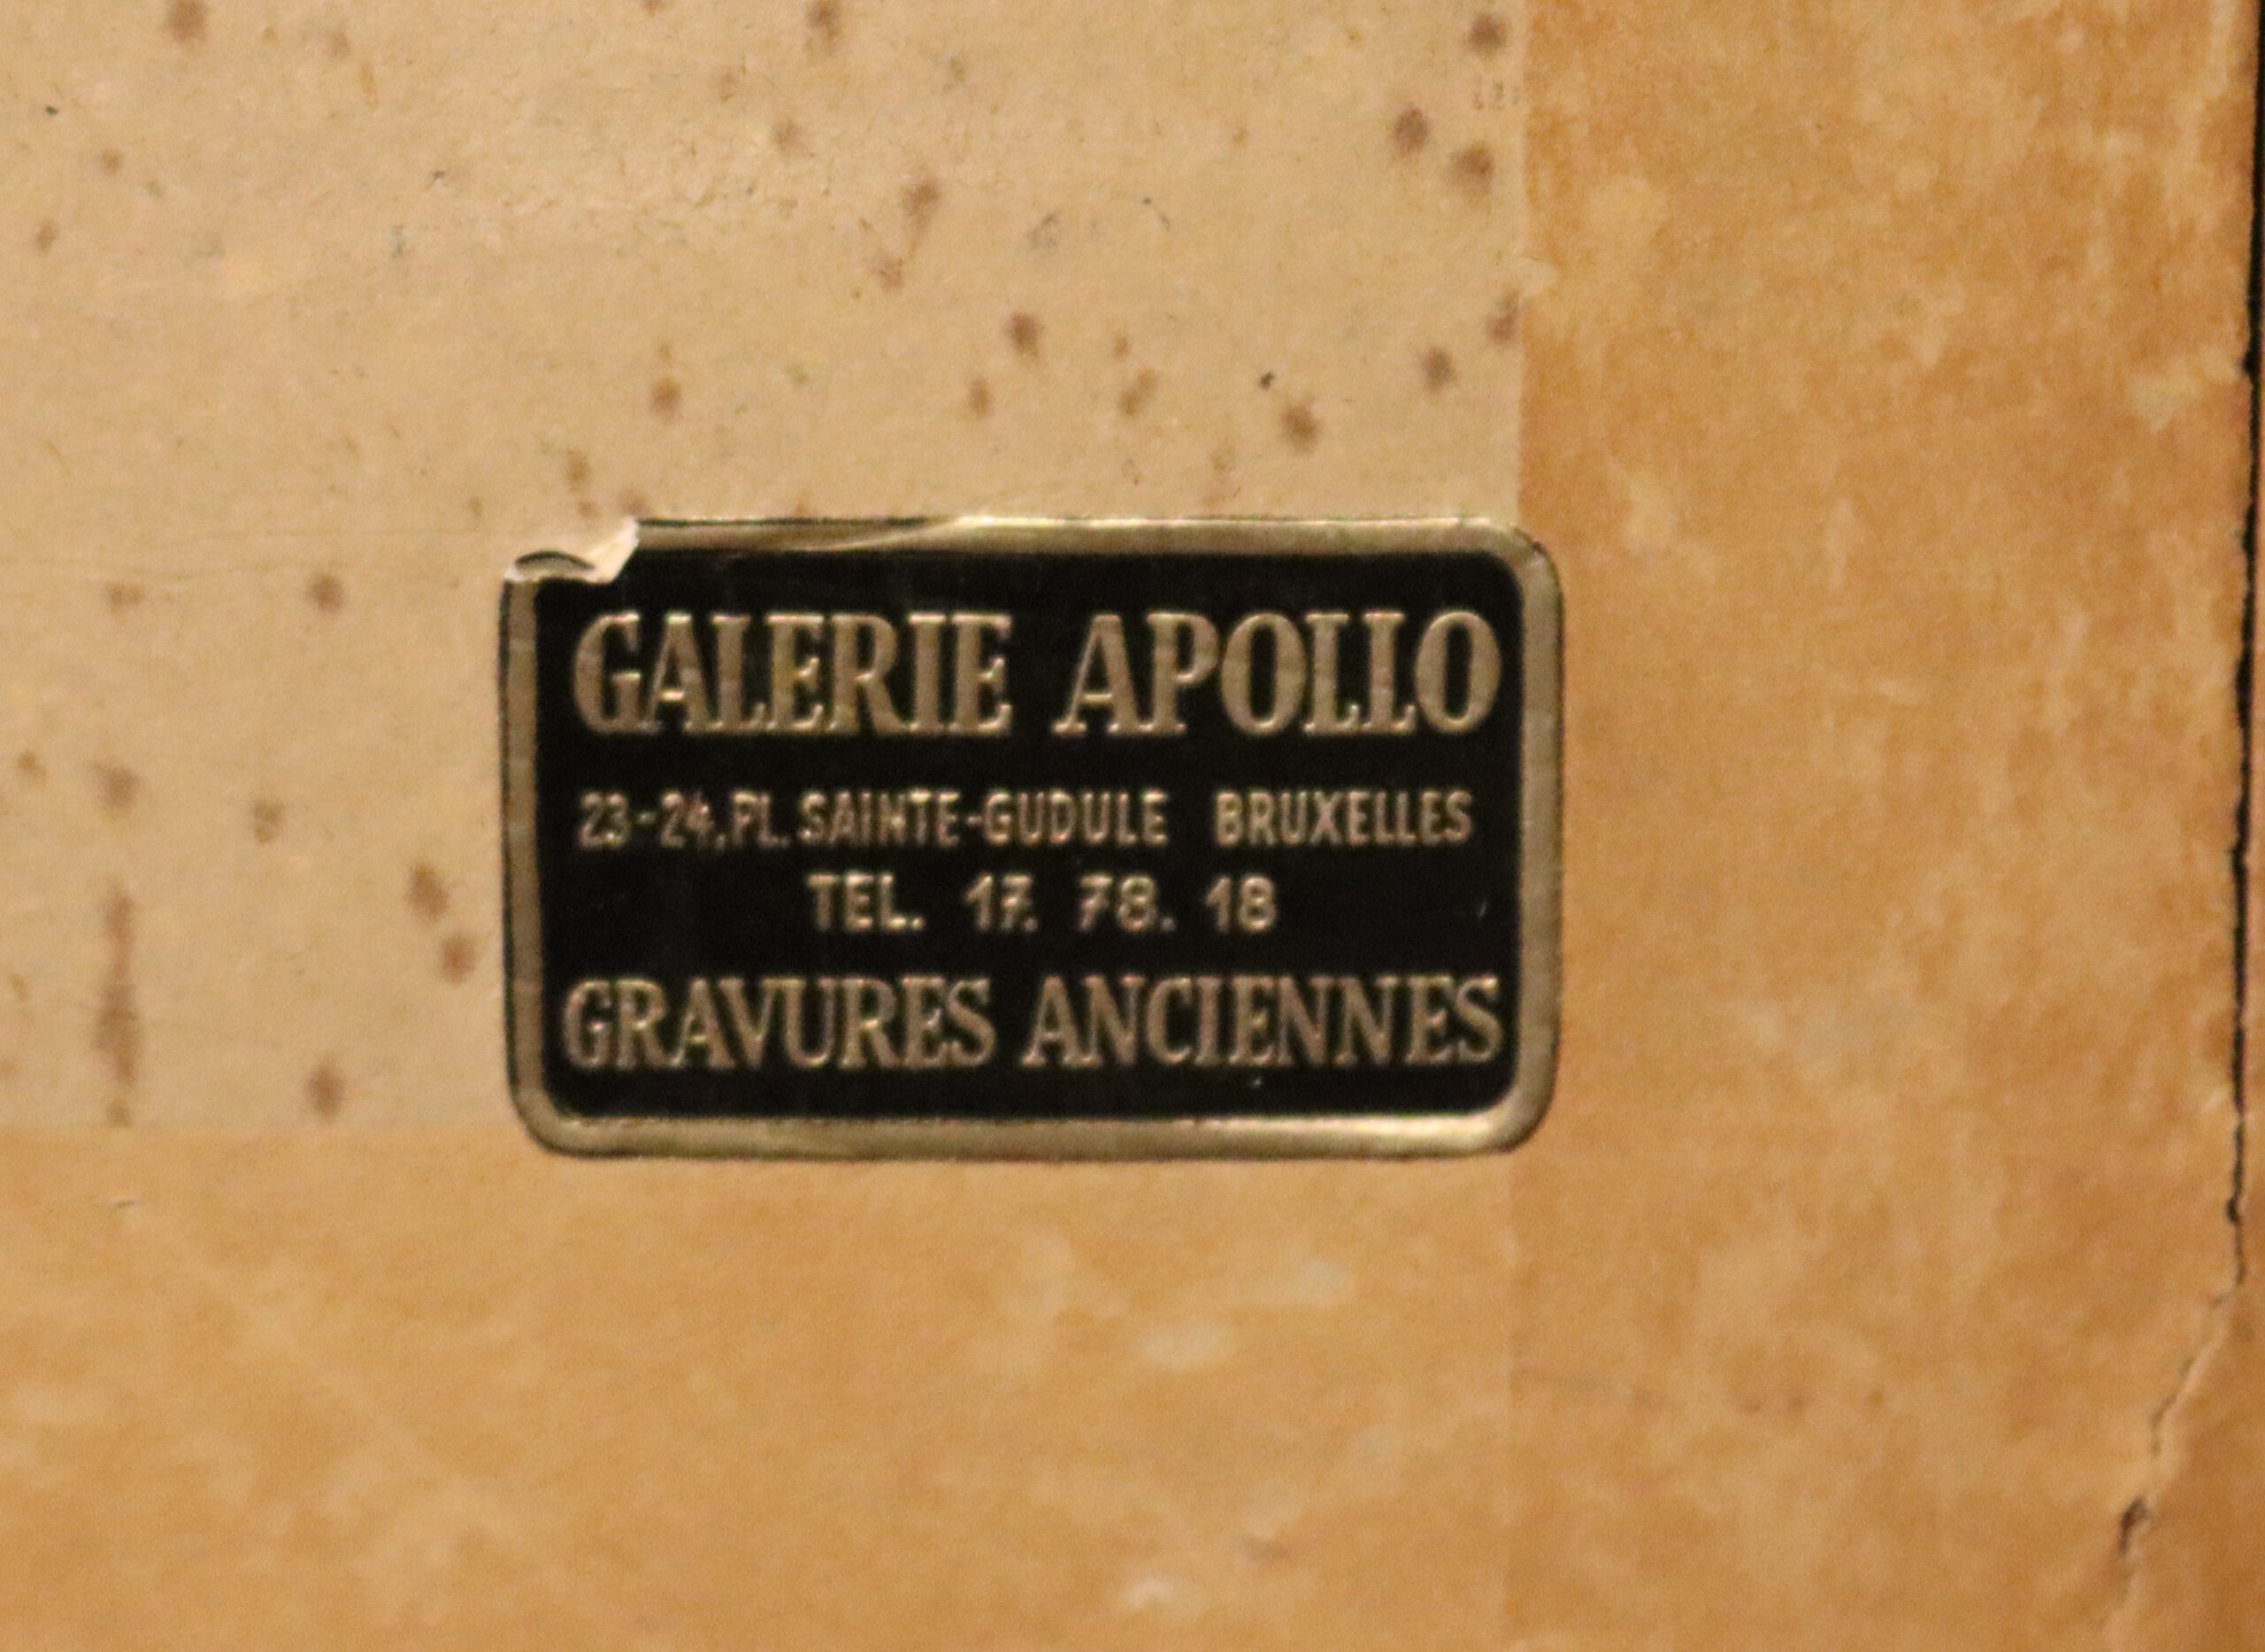 GALERIE APOLLO
23-24, PL. SAINTE-GUDULE BRUXELLES
TEL. 17. 78. 18
GRAVURES ANCIENNES